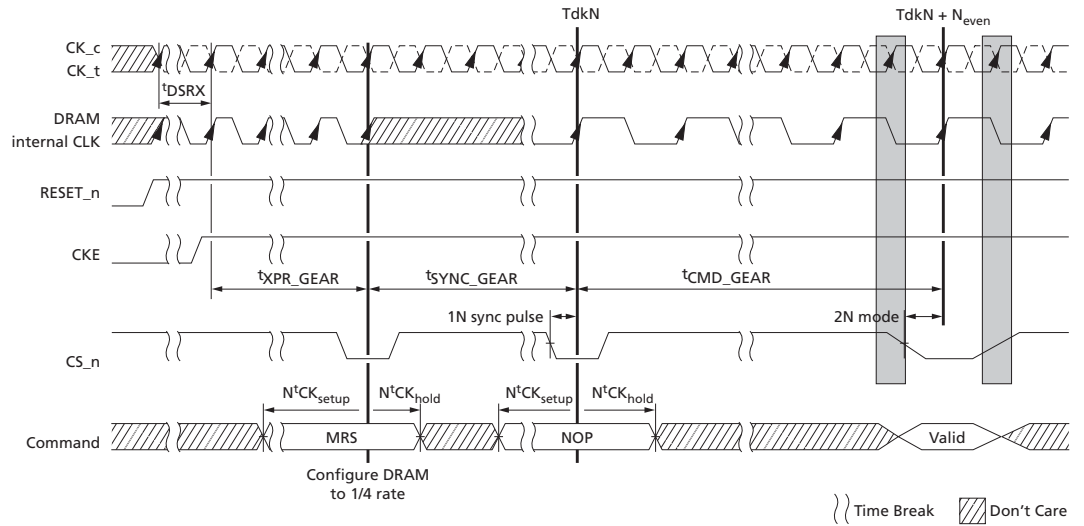 TdkN
TdkN + Neven
CK_c
CK_t
tDSRX
DRAM
internal CLK
RESET_n
CKE
tXPR_GEAR
tSYNC_GEAR
tCMD_GEAR
1N sync pulse
2N mode
CS_n
NtCKsetup
NtCKhold
NtCKsetup
NtCKhold
Command
MRS
NOP
Valid
Configure DRAM
to 1/4 rate
Time Break
Don't Care